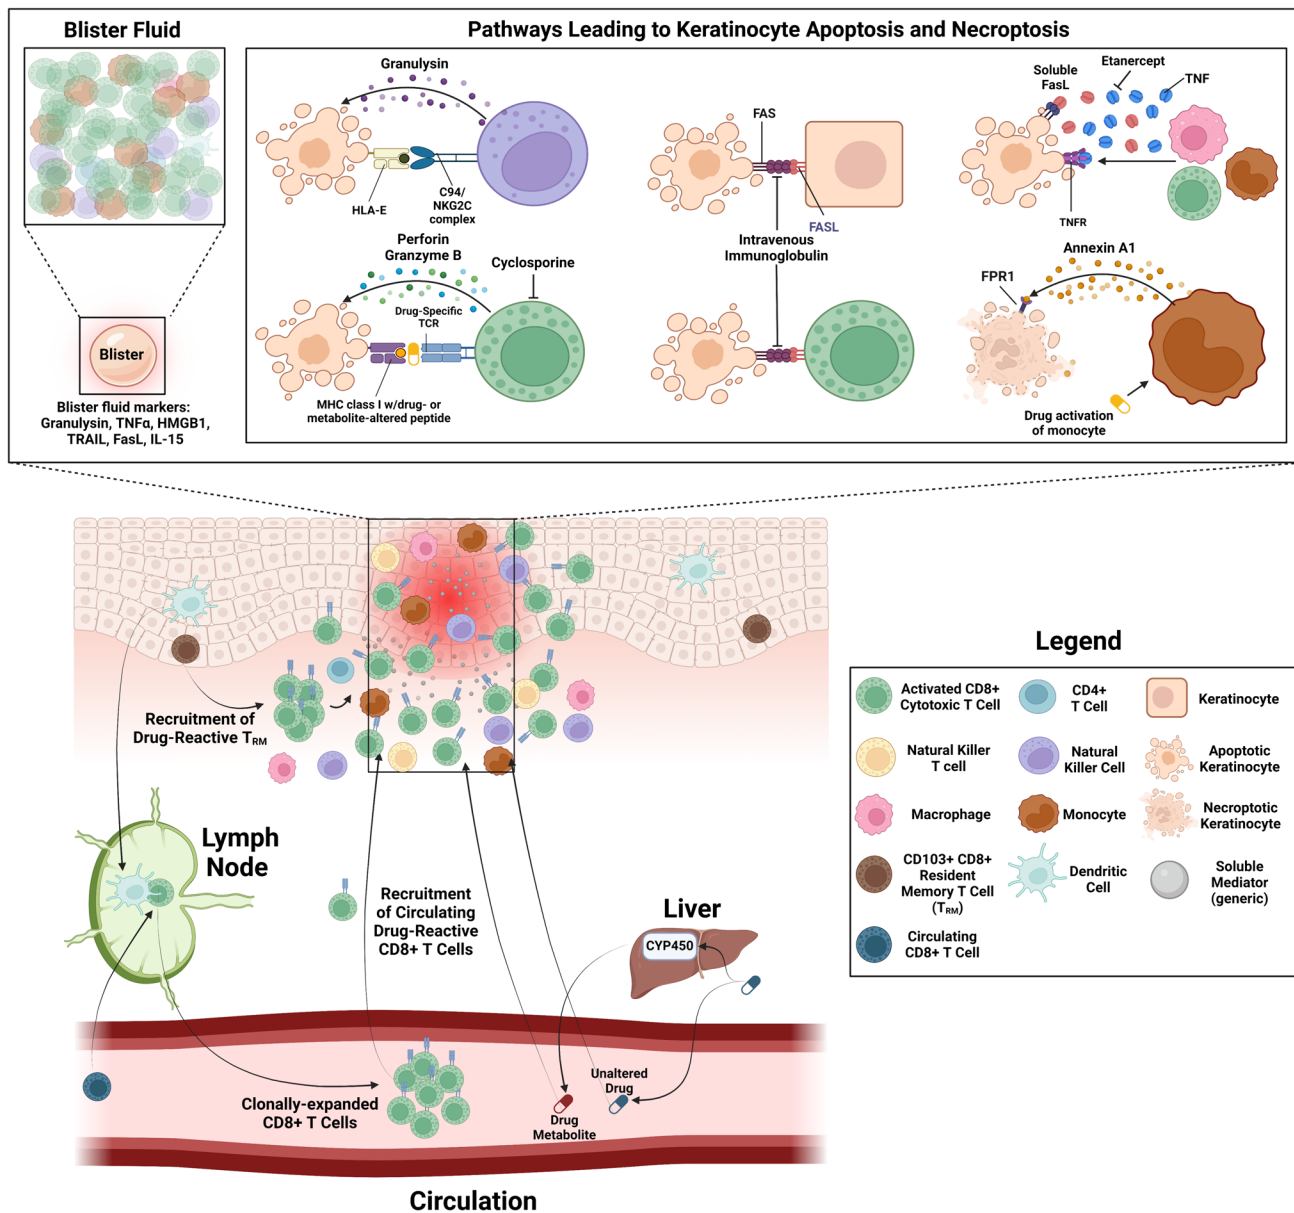 Blister Fluid
Pathways Leading to Keratinocyte Apoptosis and Necroptosis
Granulysin
HLA-E
C94/
NKG2C
complex
Perforin
Granzyme B
Cyclosporine
Drug-Specific
TCR
MHC class I w/drug- or
metabolite-altered peptide
FAS
FASL
Intravenous
Immunoglobulin
Soluble
FasL
Etanercept
TNF
TNFR
Annexin A1
FPR1
Drug activation
of monocyte
Blister
Blister fluid markers:
Granulysin, TNFα, HMGB1,
TRAIL, FasL, IL-15
Recruitment of
Drug-Reactive TRM
Lymph
Node
Recruitment
of Circulating
Drug-Reactive
CD8+ T Cells
Liver
CYP450
Clonally-expanded
CD8+ T Cells
Unaltered
Drug
Drug
Metabolite
Circulation
Legend
Activated CD8+
Cytotoxic T Cell
CD4+
T Cell
Keratinocyte
Natural Killer
T cell
Natural
Killer Cell
Apoptotic
Keratinocyte
Macrophage
Monocyte
Necroptotic
Keratinocyte
CD103+ CD8+
Resident
Memory T Cell
(TRM)
Dendritic
Cell
Soluble
Mediator
(generic)
Circulating
CD8+ T Cell